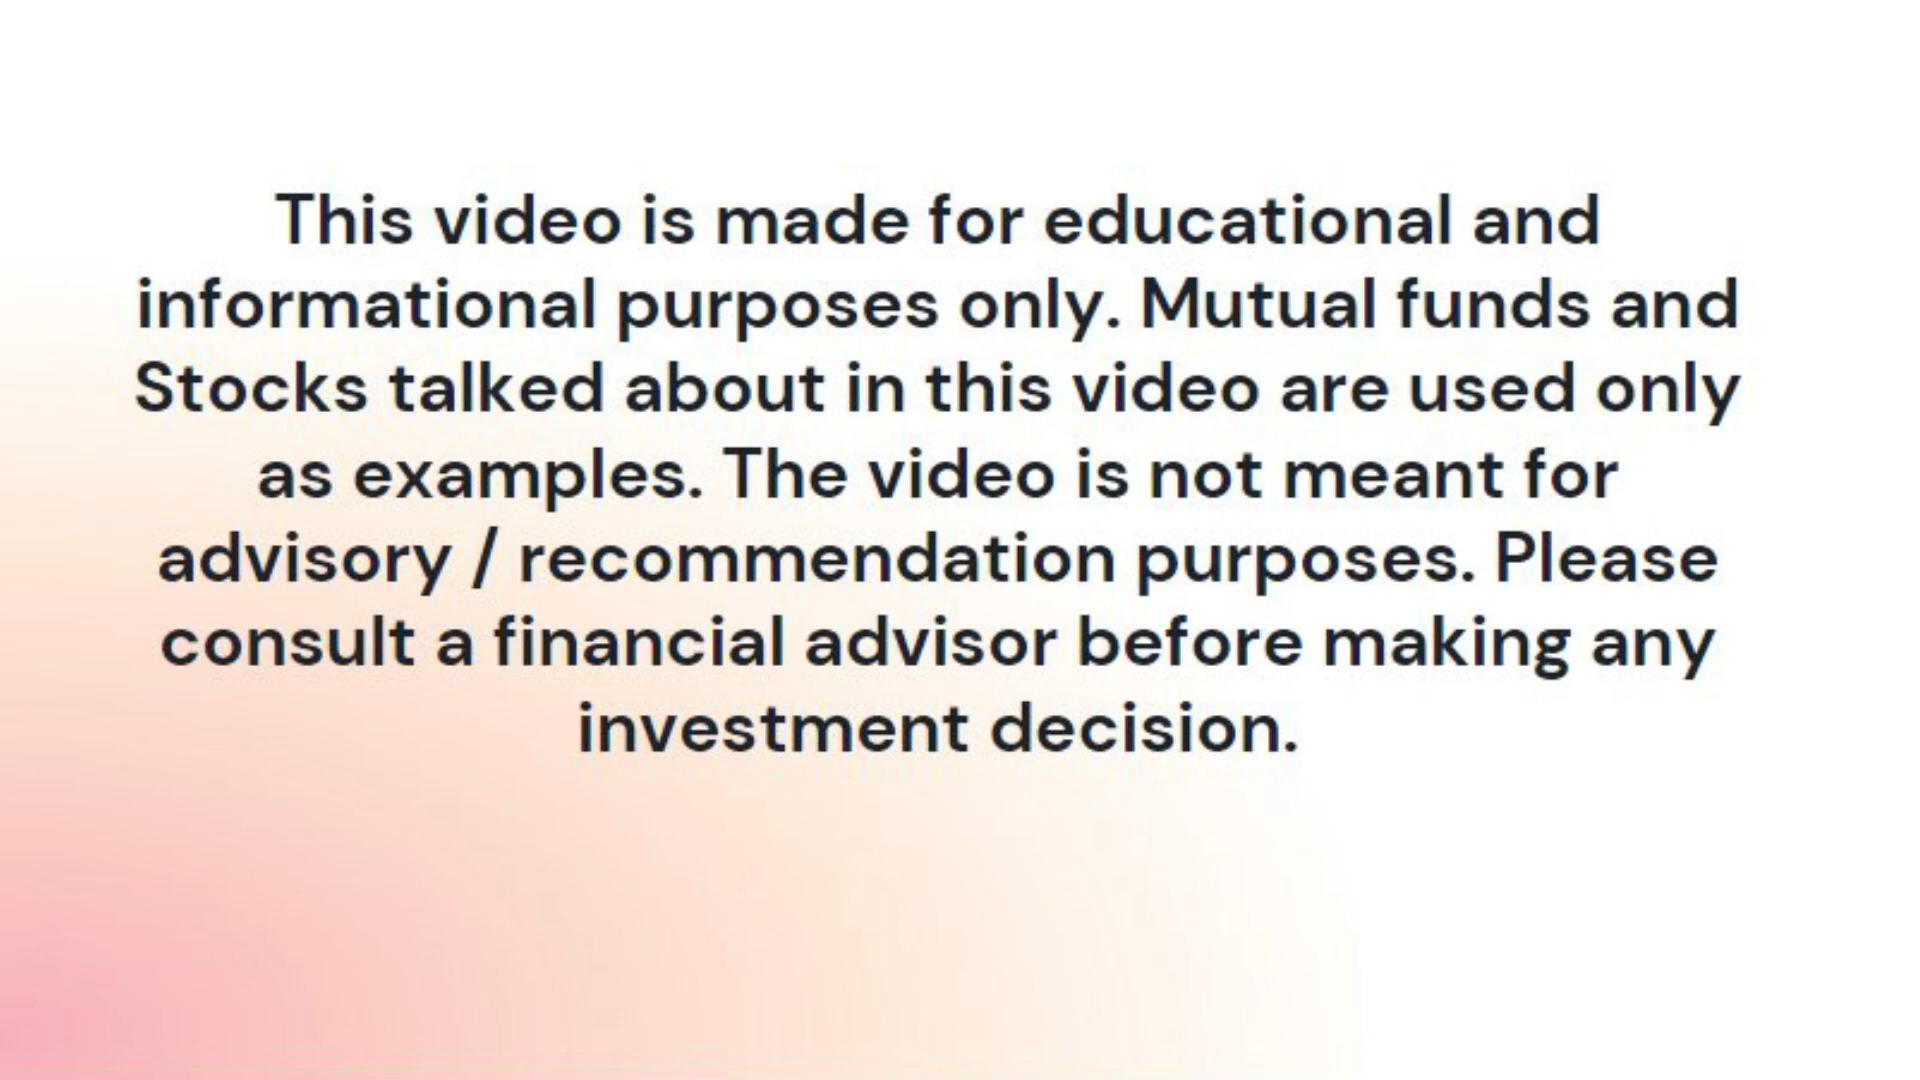 This video is made for educational and
informational purposes only. Mutual funds and
Stocks talked about in this video are used only
as examples. The video is not meant for
advisory / recommendation purposes. Please
consult a financial advisor before making any
investment decision.